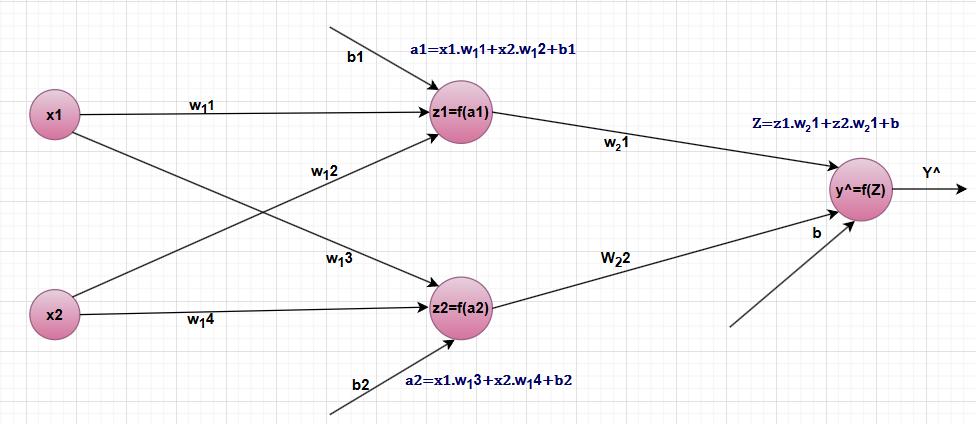 b1
a1=x1.w₁1+x2.w₁2+b1
x1
w₁1
z1=f(a1)
Z=z1.w₂1+z2.w₂1+b
w₂1
w₁2
Y^
y^=f(Z)
b
w₁3
W₂2
x2
w₁4
z2=f(a2)
b2
a2=x1.w₁3+x2.w₁4+b2